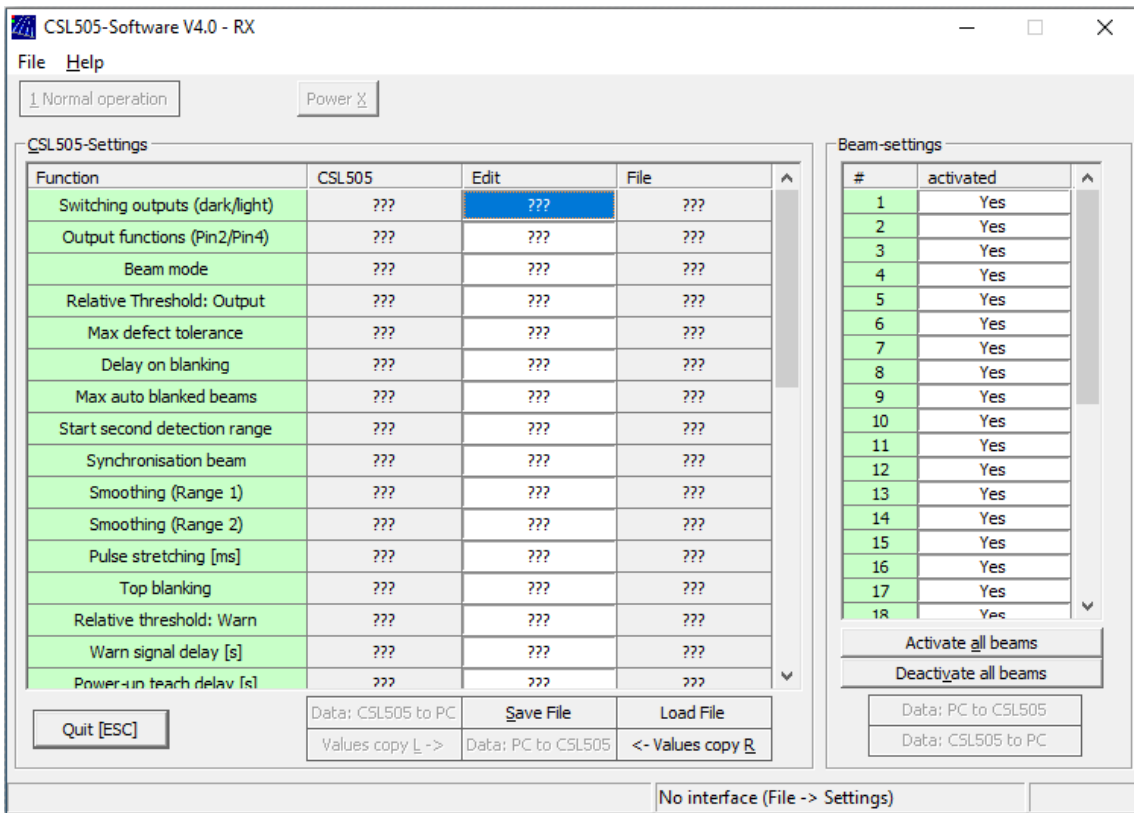 CSL505-Software V4.0 - RX
File Help
1 Normal operation Power X
CSL505-Settings Beam-settings
Function CSL505 Edit File # activated
Switching outputs (dark/light) ??? ??? ??? 1 Yes
Output functions (Pin2/Pin4) ??? ??? ??? 2 Yes
3 Yes
Beam mode ??? ??? ??? 4 Yes
Relative Threshold: Output ??? ??? ??? 5 Yes
Max defect tolerance ??? ??? ??? 6 Yes
7 Yes
Delay on blanking ??? ??? ??? 8 Yes
Max auto blanked beams ??? ??? ??? 9 Yes
Start second detection range ??? ??? ??? 10 Yes
11 Yes
Synchronisation beam ??? ??? ??? 12 Yes
Smoothing (Range 1) ??? ??? ??? 13 Yes
Smoothing (Range 2) ??? ??? ??? 14 Yes
15 Yes
Pulse stretching [ms] ??? ??? ??? 16 Yes
Top blanking ??? ??? ??? 17 Yes
Relative threshold: Warn ??? ??? ??? 18 Yes
Warn signal delay [s] ??? ??? ??? Activate all beams
Power-up teach delay [s] ??? ??? ??? Deactivate all beams
Quit [ESC] Data: CSL505 to PC Save File Load File Data: PC to CSL505
Values copy L -> Data: PC to CSL505 <- Values copy R Data: CSL505 to PC
No interface (File -> Settings)